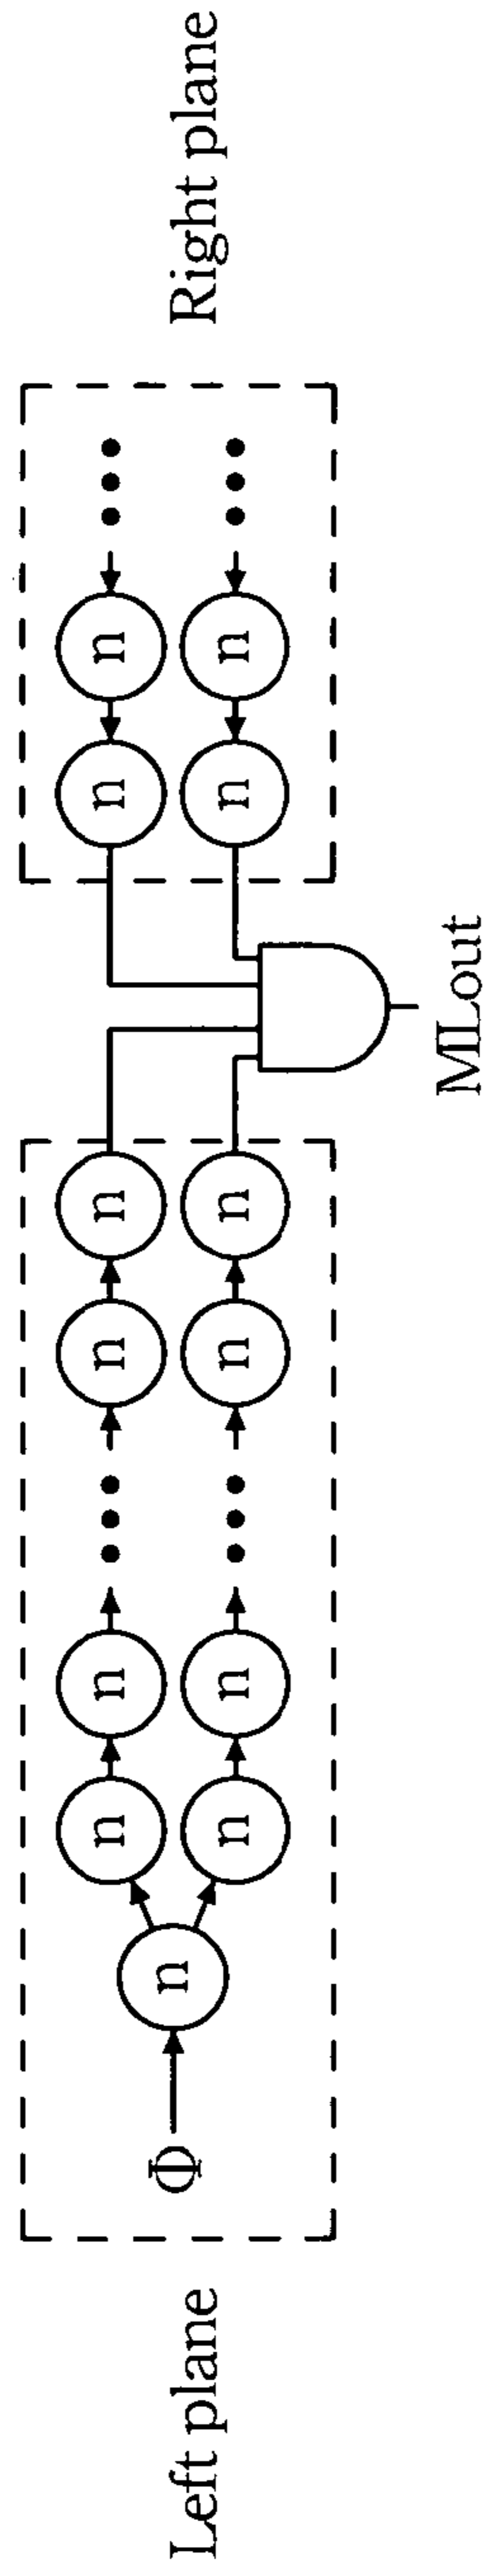 Left plane
Φ
n
n n ••• n n
n n ••• n n
n n •••
n n •••
MLout
Right plane